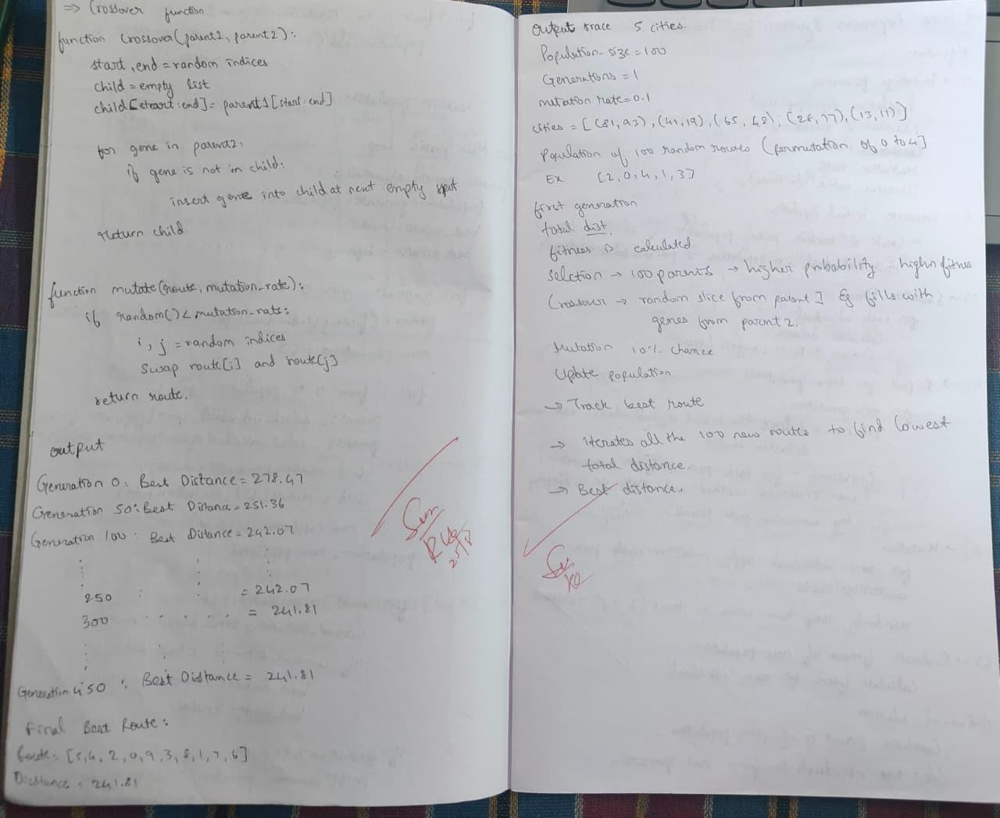 => Crossover function
function Crossover(parent1, parent2):
start, end = random indices
child = empty list
child[start:end] = parent1[start:end]
for gene in parent2:
if gene is not in child:
insert gene into child at next empty spot
return child.
function mutate(route, mutation_rate):
if random() < mutation-rate:
i, j = random indices
Swap route[i] and route[j]
return route.
output
Generation 0: Best Distance = 278.47
Generation 50: Best Distance = 251.36
Generation 100: Best Distance = 242.07
250 : : = 242.07
300 . . . . . . = 241.81
Generation 450 : Best Distance = 241.81
Final Best Route:
Route: [5, 4, 2, 0, 9, 3, 8, 1, 7, 6]
Distance = 241.81
Output trace 5 cities.
Population-size = 100
Generations = 1
mutation rate = 0.1
cities = [(81,93), (41,19), (65, 48), (28,77), (13,11)]
Population of 100 random routes (permutation of 0 to 4]
Ex [2,0,4,1,3]
first generation
total dist.
fitness is calculated
Selction → 100 parents → higher probability highr fitnes
Crossover → random slice from parent 1 & fills with
genes from parent 2.
Mutation 10% chance
Update population
→ Track best route
→ iterates all the 100 new routes to find lowest
total distance.
→ Best distance.